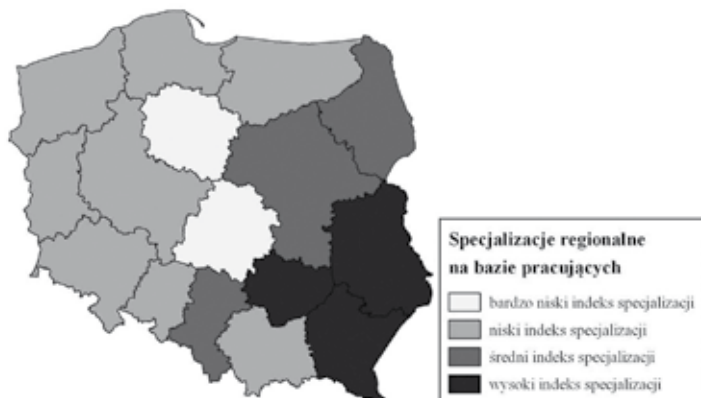 Specjalizacje regionalne
na bazie pracujących
bardzo niski indeks specjalizacji
niski indeks specjalizacji
średni indeks specjalizacji
wysoki indeks specjalizacji